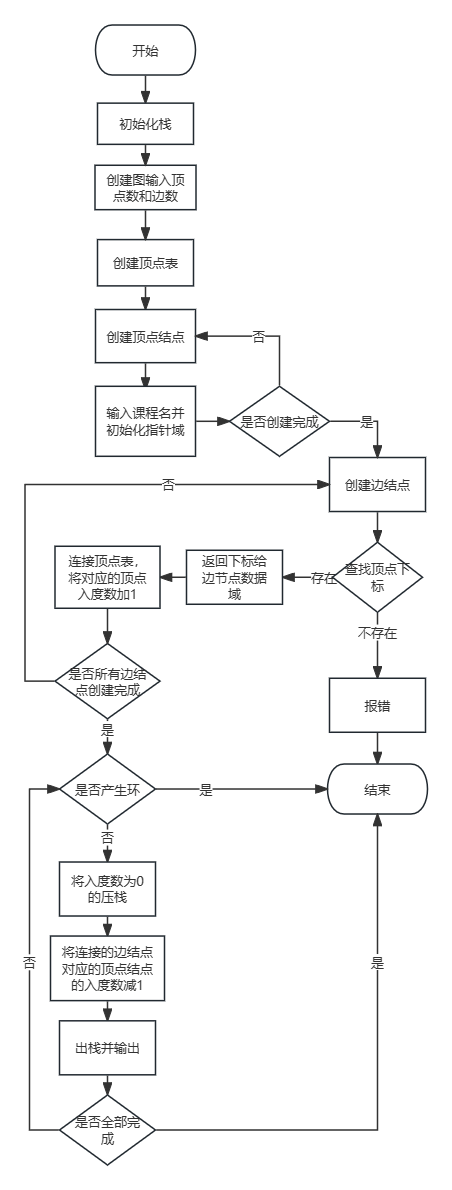 开始
初始化栈
创建图输入顶
点数和边数
创建顶点表
创建顶点结点
否
输入课程名并
初始化指针域
是否创建完成
是
否
创建边结点
连接顶点表，
将对应的顶点
入度数加1
返回下标给
边节点数据
域
存在
查找顶点下
标
不存在
是否所有边结
点创建完成
报错
是
是否产生环
是
结束
否
将入度数为0
的压栈
将连接的边结点
对应的顶点结点
的入度数减1
否
是
出栈并输出
是否全部完
成